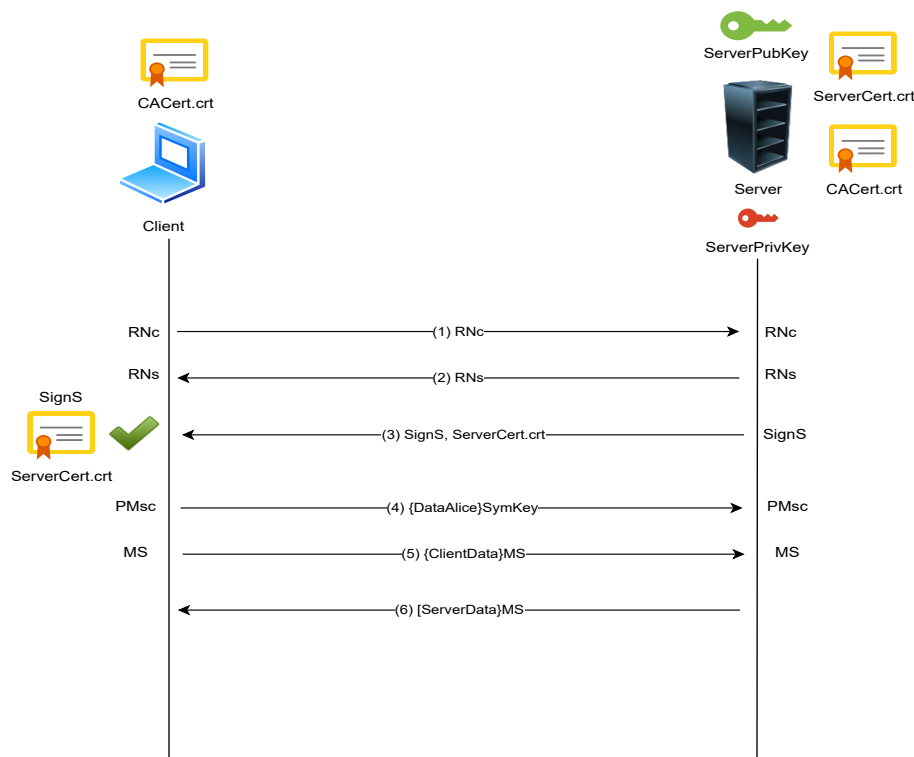 ServerPubKey
CACert.crt
ServerCert.crt
Server
CACert.crt
Client
ServerPrivKey
RNc
(1) RNc
RNc
RNs
(2) RNs
RNs
SignS
(3) SignS, ServerCert.crt
SignS
ServerCert.crt
PMsc
(4) {DataAlice}SymKey
PMsc
MS
(5) {ClientData}MS
MS
(6) [ServerData}MS